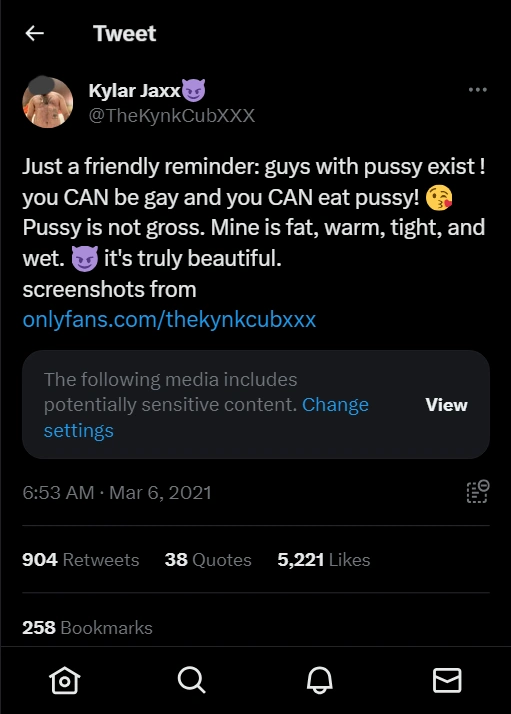 Tweet
Kylar Jaxx😈
@TheKynkCubXXX
Just a friendly reminder: guys with pussy exist !
you CAN be gay and you CAN eat pussy! 😘
Pussy is not gross. Mine is fat, warm, tight, and
wet. 😈 it's truly beautiful.
screenshots from
onlyfans.com/thekynkcubxxx
The following media includes
potentially sensitive content. Change
settings
View
6:53 AM · Mar 6, 2021
904 Retweets 38 Quotes 5,221 Likes
258 Bookmarks